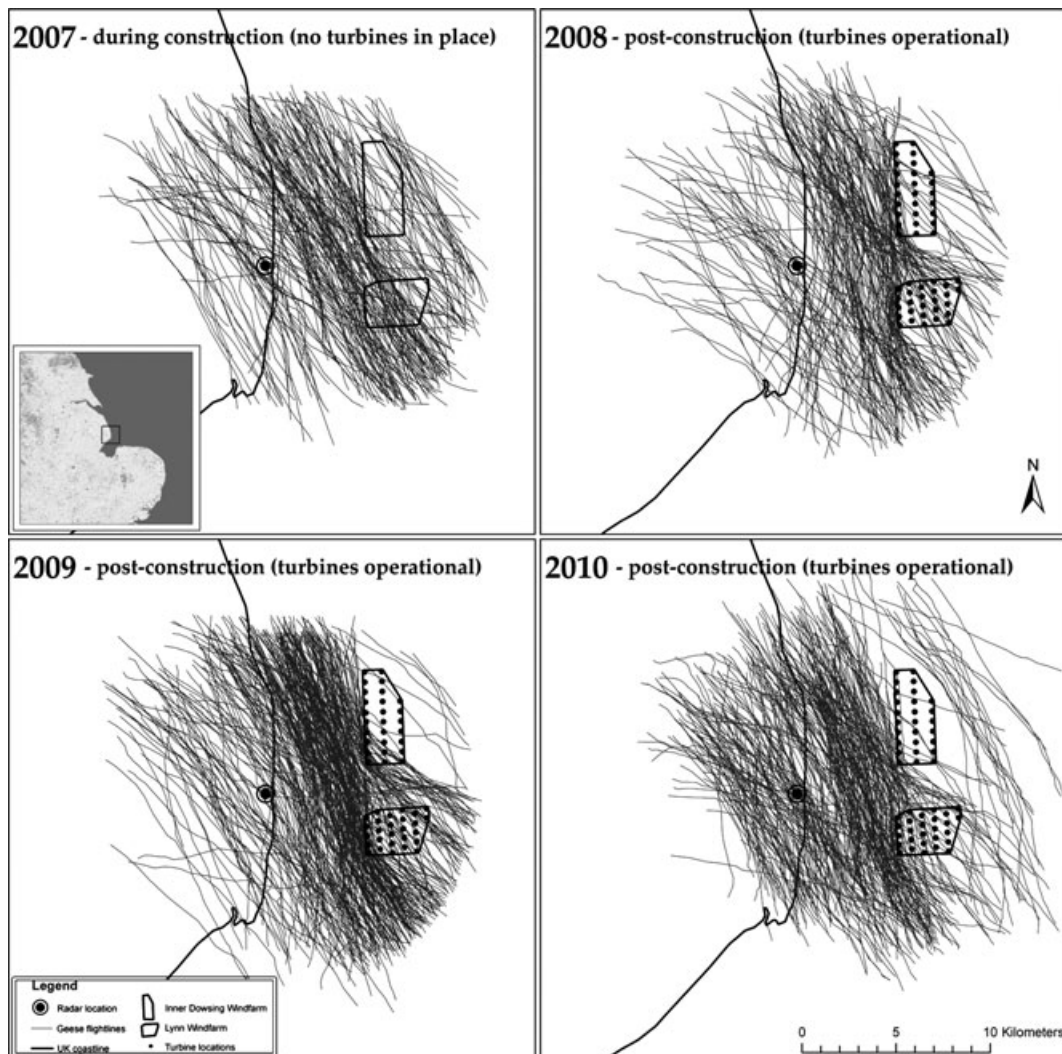 2007 - during construction (no turbines in place)
2008 - post-construction (turbines operational)
N
2009 - post-construction (turbines operational)
2010 - post-construction (turbines operational)
Legend
Radar location
Inner Dowsing Windfarm
Geese flightlines
Lynn Windfarm
UK coastline
Turbine locations
0 5 10 Kilometers